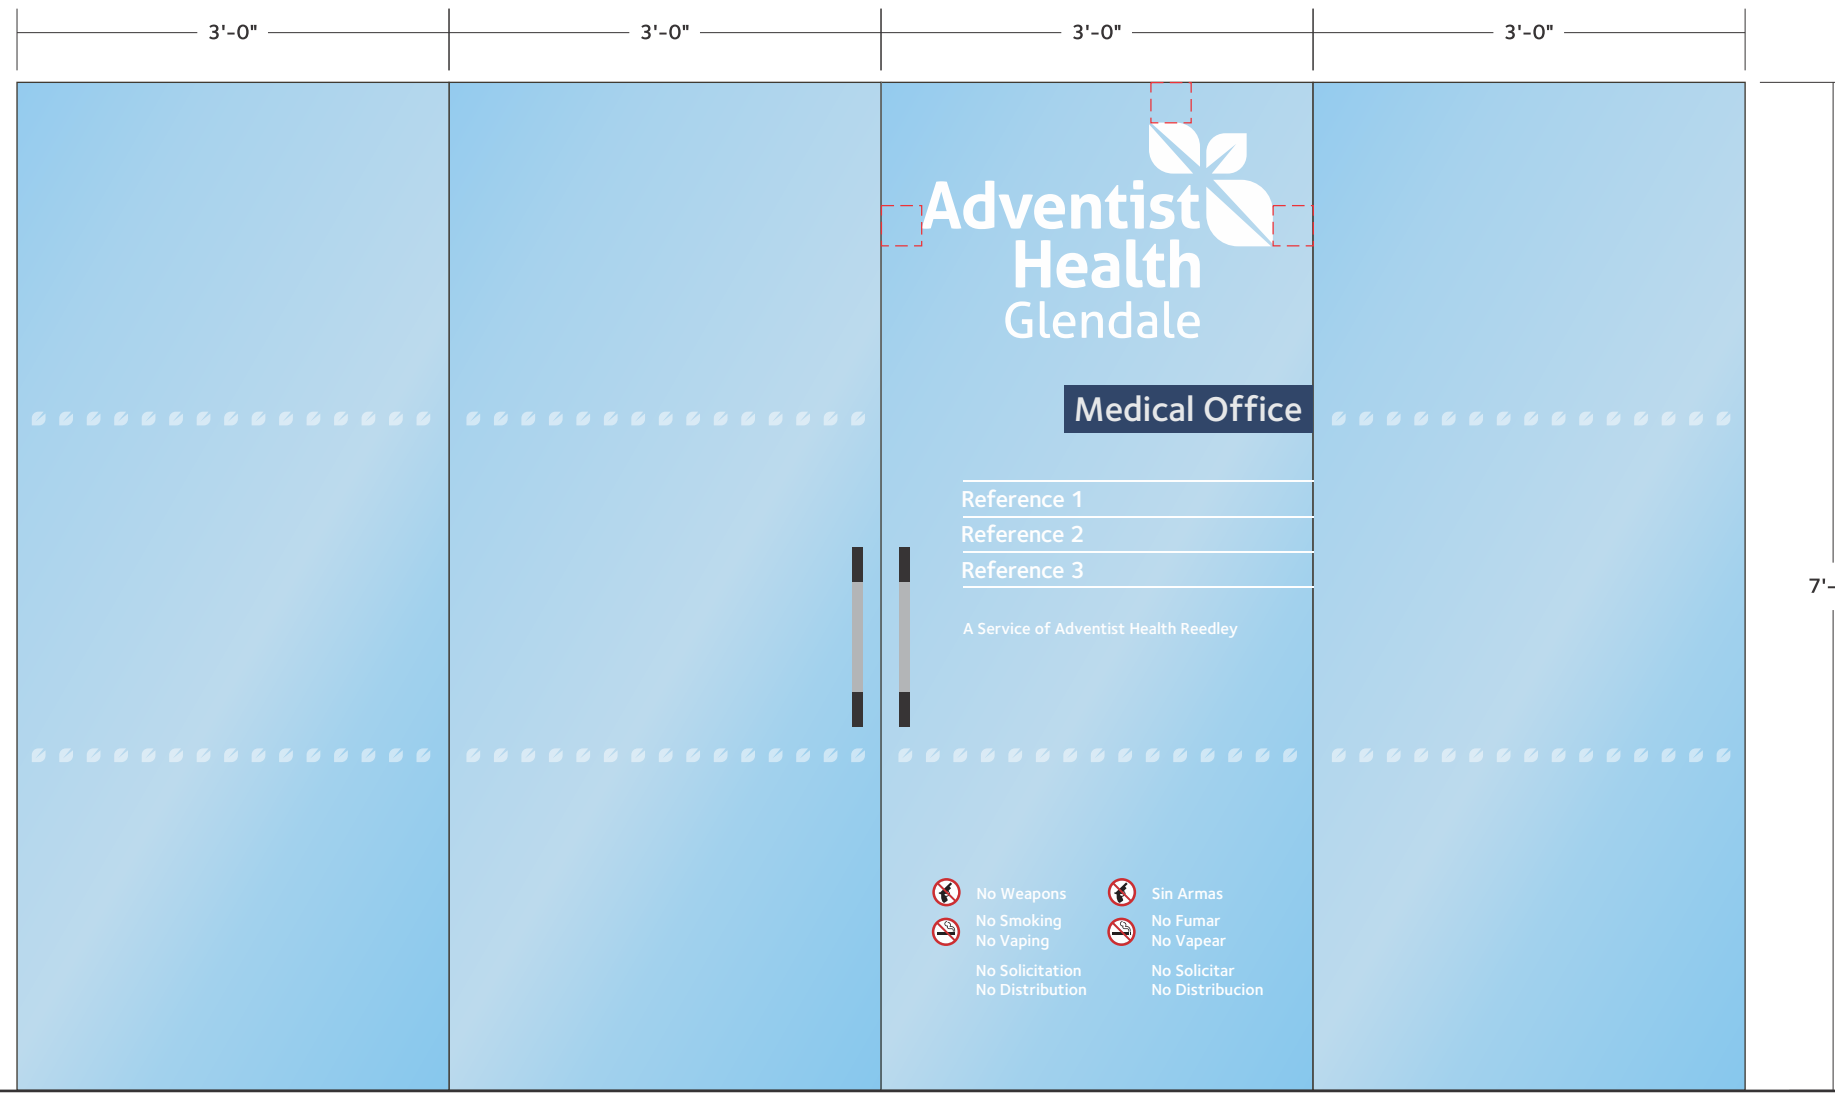 3'-0" 3'-0" 3'-0" 3'-0"
Adventist
Health
Glendale
Medical Office
Reference 1
Reference 2
Reference 3
7'-
A Service of Adventist Health Reedley
No Weapons
No Smoking
No Vaping
No Solicitation
No Distribution
Sin Armas
No Fumar
No Vapear
No Solicitar
No Distribucion